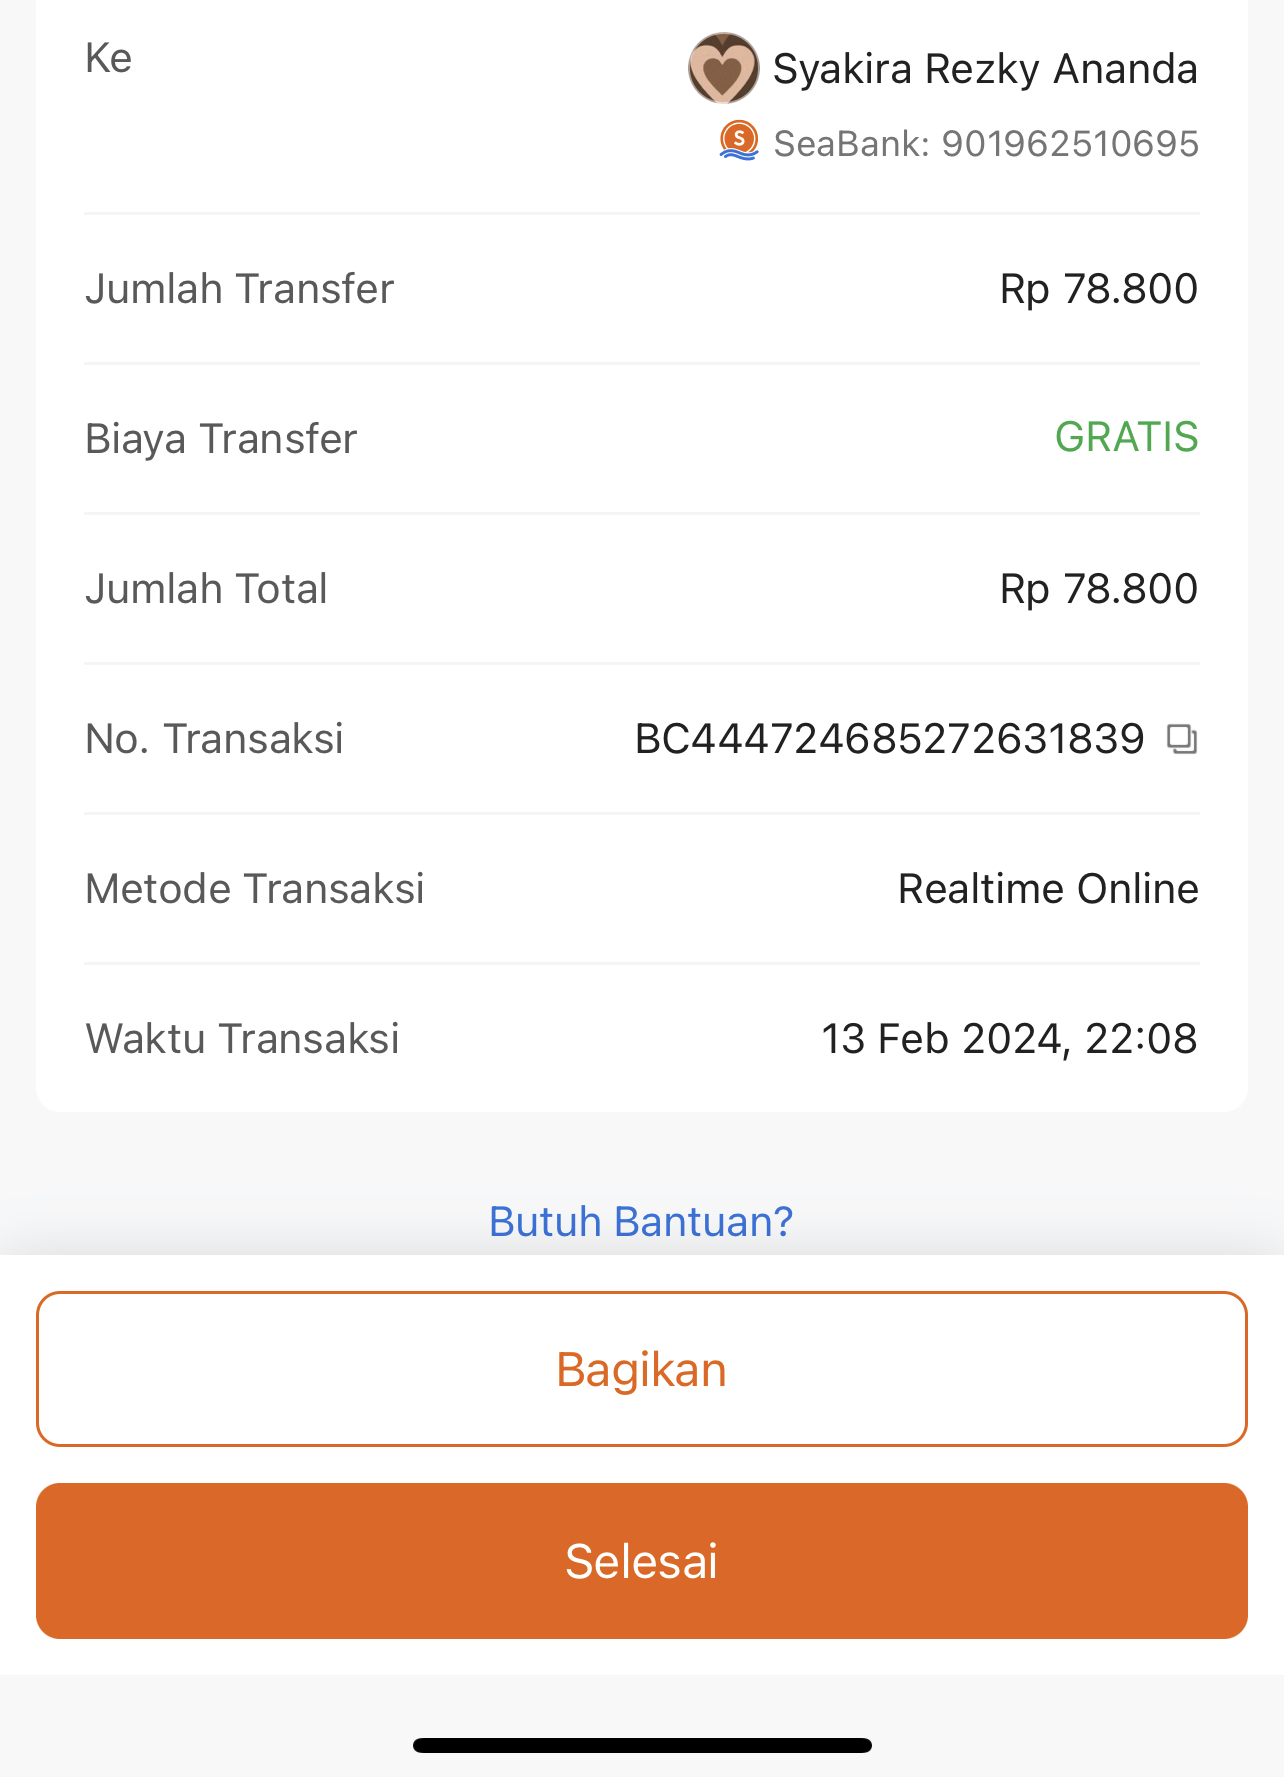 Ke
Syakira Rezky Ananda
SeaBank: 901962510695
Jumlah Transfer Rp 78.800
Biaya Transfer GRATIS
Jumlah Total Rp 78.800
No. Transaksi BC444724685272631839
Metode Transaksi Realtime Online
Waktu Transaksi 13 Feb 2024, 22:08
Butuh Bantuan?
Bagikan
Selesai